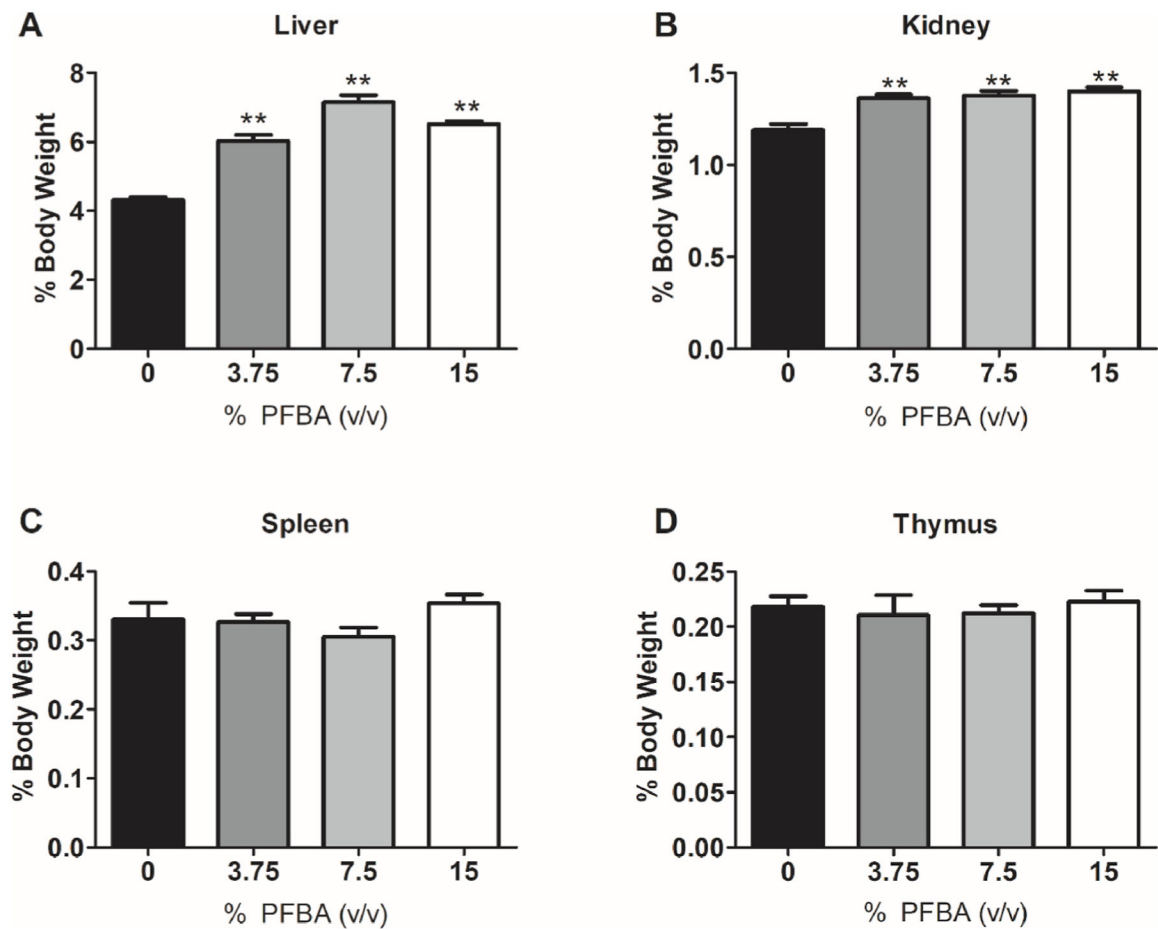 A
Liver
% Body Weight
8
6
4
2
0
**
**
**
0 3.75 7.5 15
% PFBA (v/v)
B
Kidney
% Body Weight
1.5
1.0
0.5
0.0
**
**
**
0 3.75 7.5 15
% PFBA (v/v)
C
Spleen
% Body Weight
0.4
0.3
0.2
0.1
0.0
0 3.75 7.5 15
% PFBA (v/v)
D
Thymus
% Body Weight
0.25
0.20
0.15
0.10
0.05
0.00
0 3.75 7.5 15
% PFBA (v/v)